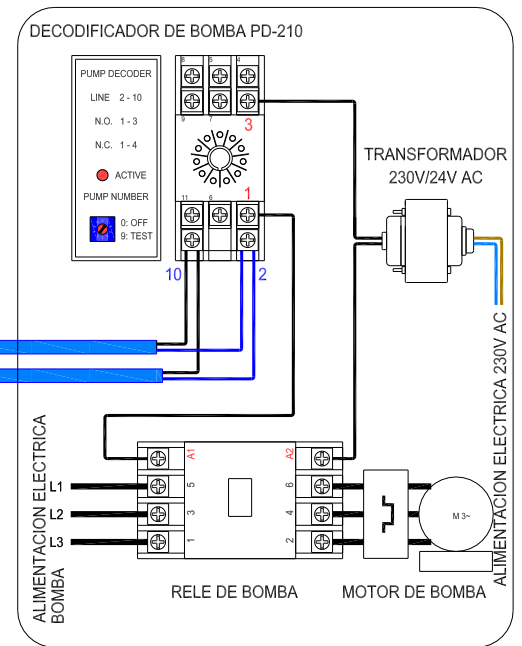 DECODIFICADOR DE BOMBA PD-210
PUMP DECODER
LINE 2 - 10
N.O. 1 - 3
N.C. 1 - 4
ACTIVE
PUMP NUMBER
0: OFF
9: TEST
8
5
4
9
7
3
1
11
6
10
2
TRANSFORMADOR
230V/24V AC
ALIMENTACION ELECTRICA 230V AC
ALIMENTACION ELECTRICA
BOMBA
L1
L2
L3
A1
5
3
1
A2
6
4
2
M 3~
RELE DE BOMBA
MOTOR DE BOMBA